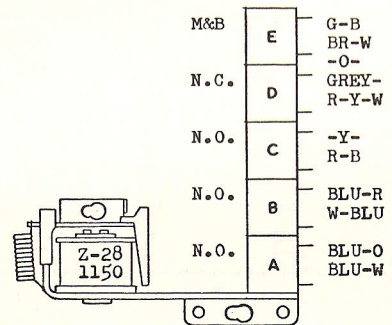 M&B E G-B
BR-W
-O-
N.C. D GREY-
R-Y-W
N.O. C -Y-
R-B
N.O. B BLU-R
W-BLU
N.O. A BLU-O
BLU-W
Z-28
1150